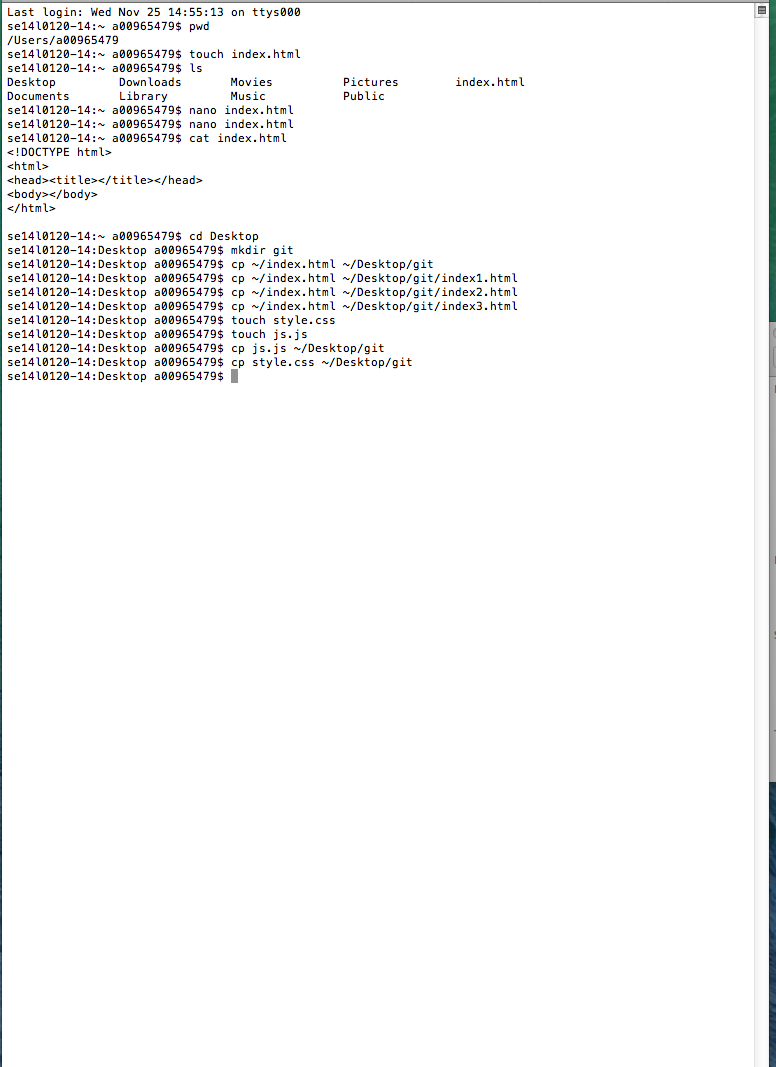 Last login: Wed Nov 25 14:55:13 on ttys000
se14l0120-14:~ a00965479$ pwd
/Users/a00965479
se14l0120-14:~ a00965479$ touch index.html
se14l0120-14:~ a00965479$ ls
Desktop         Downloads       Movies          Pictures        index.html
Documents       Library         Music           Public
se14l0120-14:~ a00965479$ nano index.html
se14l0120-14:~ a00965479$ nano index.html
se14l0120-14:~ a00965479$ cat index.html
<!DOCTYPE html>
<html>
<head><title></title></head>
<body></body>
</html>

se14l0120-14:~ a00965479$ cd Desktop
se14l0120-14:Desktop a00965479$ mkdir git
se14l0120-14:Desktop a00965479$ cp ~/index.html ~/Desktop/git
se14l0120-14:Desktop a00965479$ cp ~/index.html ~/Desktop/git/index1.html
se14l0120-14:Desktop a00965479$ cp ~/index.html ~/Desktop/git/index2.html
se14l0120-14:Desktop a00965479$ cp ~/index.html ~/Desktop/git/index3.html
se14l0120-14:Desktop a00965479$ touch style.css
se14l0120-14:Desktop a00965479$ touch js.js
se14l0120-14:Desktop a00965479$ cp js.js ~/Desktop/git
se14l0120-14:Desktop a00965479$ cp style.css ~/Desktop/git
se14l0120-14:Desktop a00965479$